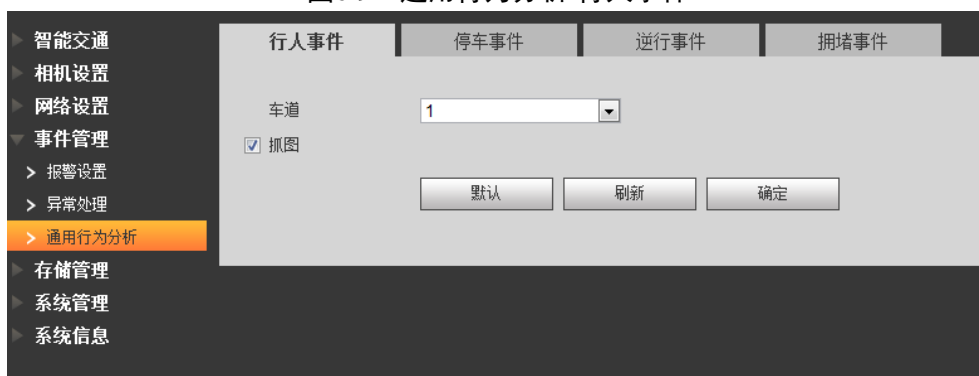 智能交通
相机设置
网络设置
事件管理
> 报警设置
> 异常处理
> 通用行为分析
存储管理
系统管理
系统信息
行人事件 停车事件 逆行事件 拥堵事件
车道 1
抓图
默认 刷新 确定